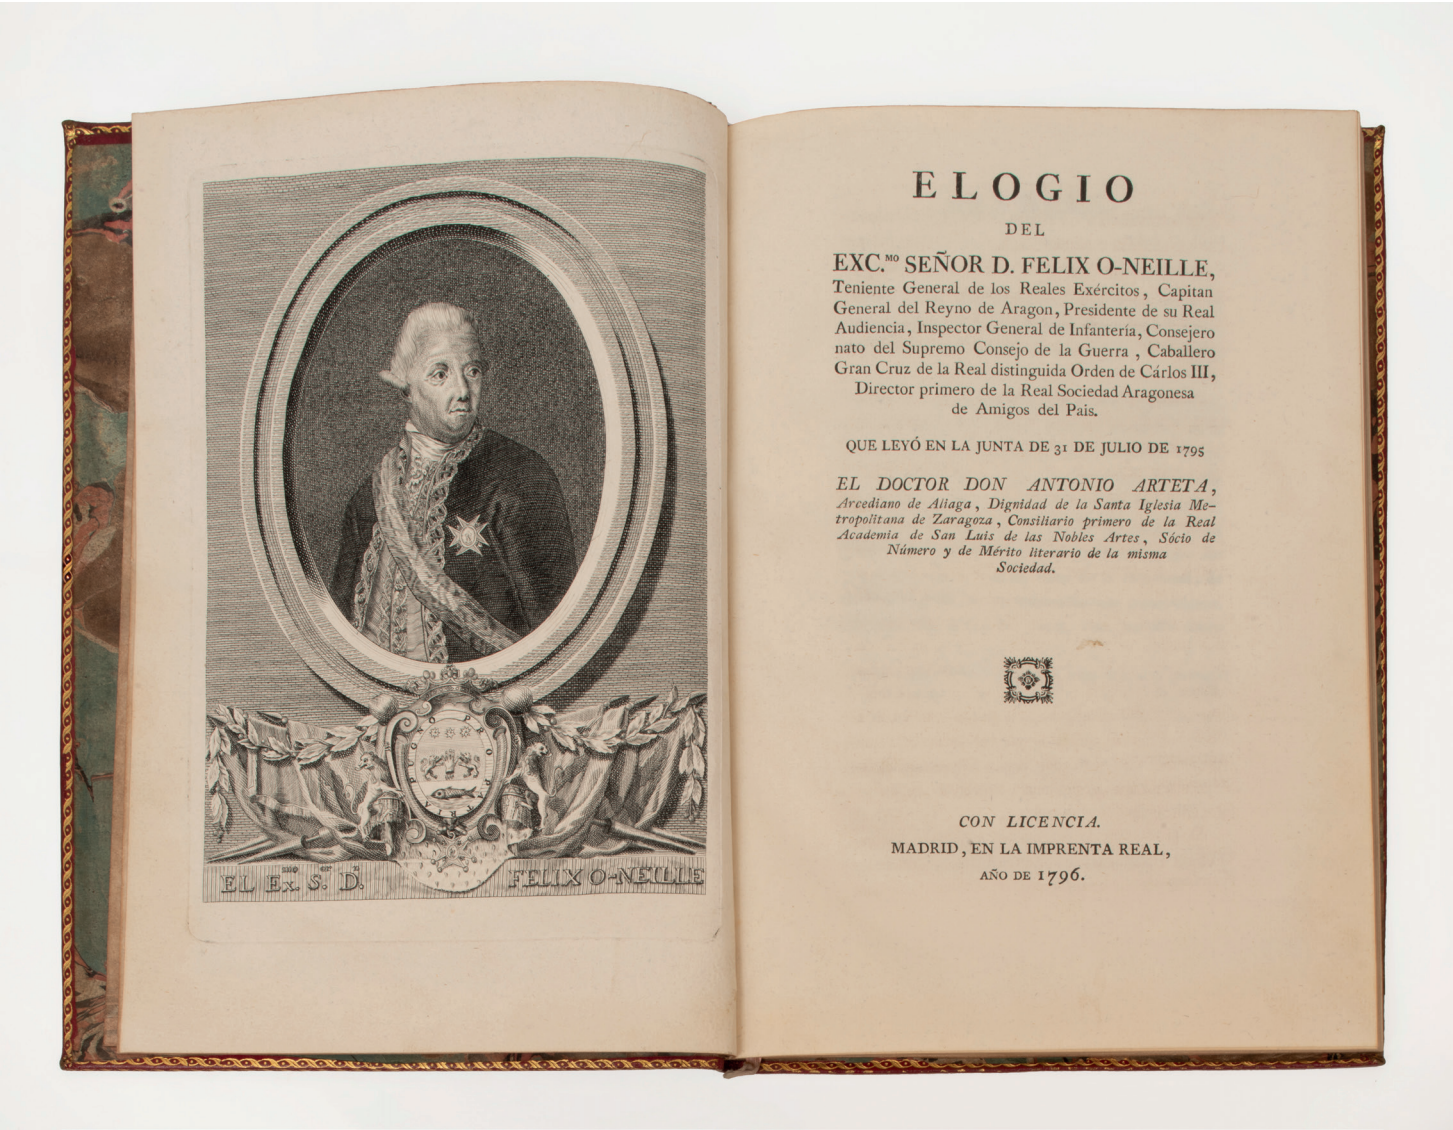 EL Ex.mo S.or D.n FELIX O-NEILLE
ELOGIO
DEL
EXC.MO SEÑOR D. FELIX O-NEILLE,
Teniente General de los Reales Exércitos, Capitan
General del Reyno de Aragon, Presidente de su Real
Audiencia, Inspector General de Infantería, Consejero
nato del Supremo Consejo de la Guerra, Caballero
Gran Cruz de la Real distinguida Orden de Cárlos III,
Director primero de la Real Sociedad Aragonesa
de Amigos del Pais.
QUE LEYÓ EN LA JUNTA DE 31 DE JULIO DE 1795
EL DOCTOR DON ANTONIO ARTETA,
Arcediano de Aliaga, Dignidad de la Santa Iglesia Me-
tropolitana de Zaragoza, Consiliario primero de la Real
Academia de San Luis de las Nobles Artes, Sócio de
Número y de Mérito literario de la misma
Sociedad.
CON LICENCIA.
MADRID, EN LA IMPRENTA REAL,
AÑO DE 1796.